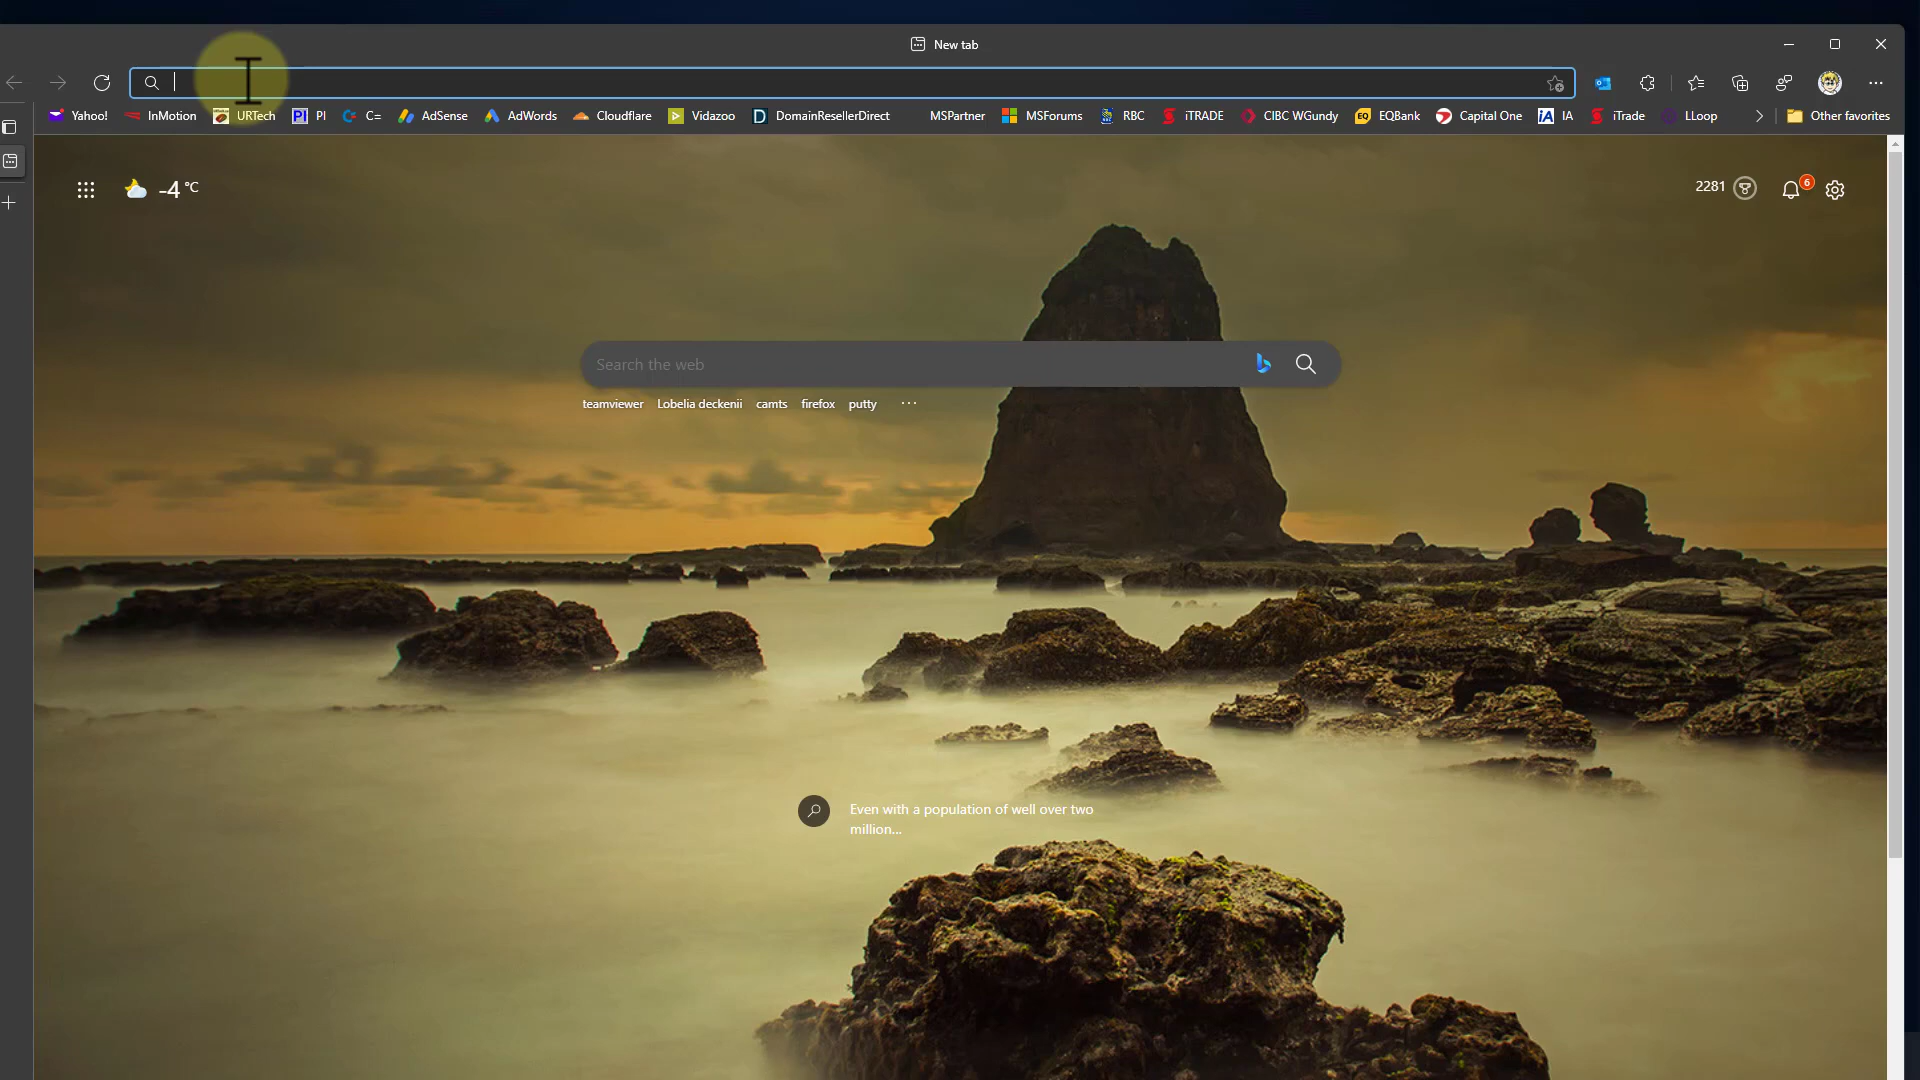 New tab
Yahoo! InMotion URTech PI PI C= AdSense AdWords Cloudflare Vidazoo D DomainResellerDirect MSPartner MSForums RBC iTRADE CIBC WGundy EQ EQBank Capital One iA IA iTrade LLoop Other favorites
-4 °C
2281
6
Search the web
teamviewer Lobelia deckenii camts firefox putty ...
Even with a population of well over two
million...